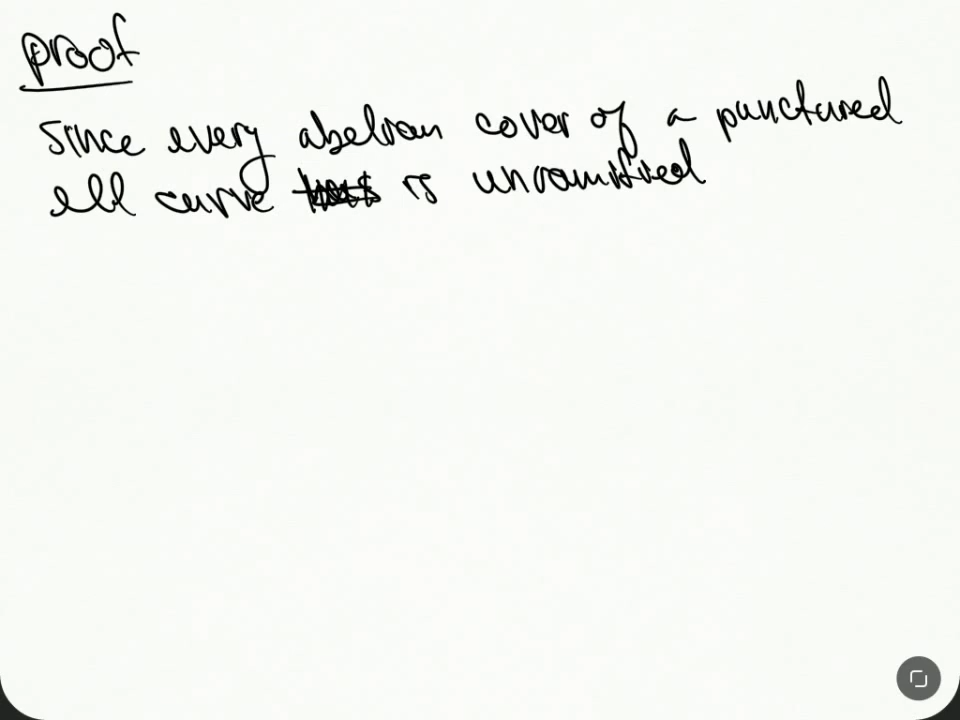 proof
Since every abelian cover of a punctured
ell curve is unramified